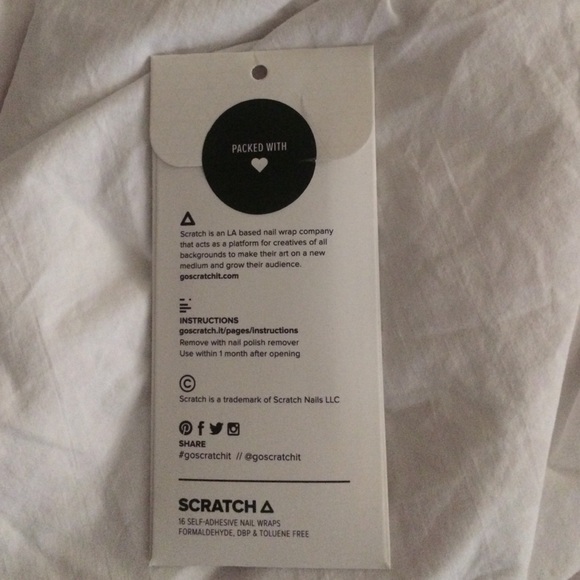 PACKED WITH
Scratch is an LA based nail wrap company
that acts as a platform for creatives of all
backgrounds to make their art on a new
medium and grow their audience.
goscratchit.com
INSTRUCTIONS
goscratch.it/pages/instructions
Remove with nail polish remover
Use within 1 month after opening
©
Scratch is a trademark of Scratch Nails LLC
SHARE
#goscratchit // @goscratchit
SCRATCH
16 SELF-ADHESIVE NAIL WRAPS
FORMALDEHYDE, DBP & TOLUENE FREE